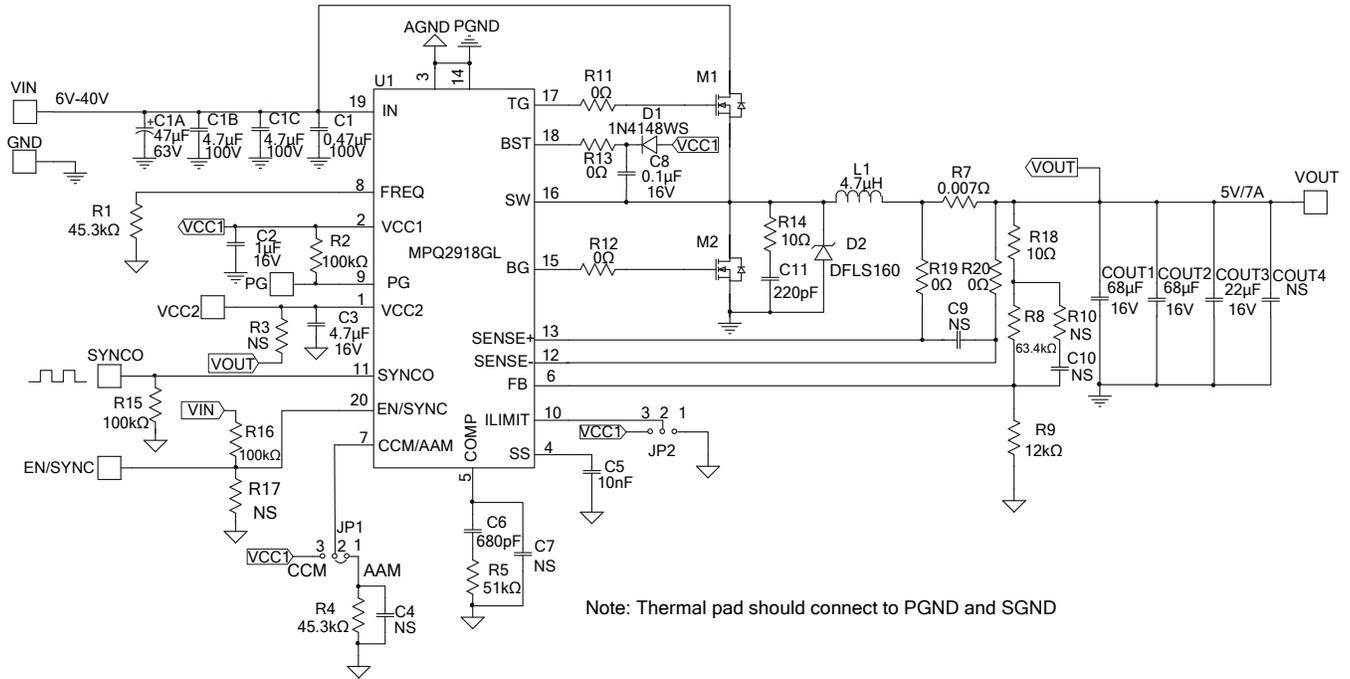 AGND PGND
U1
3
14
VIN
6V-40V
19
IN
+C1A
47µF
63V
C1B
4.7µF
100V
C1C
4.7µF
100V
C1
0.47µF
100V
GND
TG
17
R11
0Ω
M1
BST
18
R13
0Ω
D1
1N4148WS
VCC1
C8
0.1µF
16V
8
FREQ
R1
45.3kΩ
SW
16
L1
4.7µH
R7
0.007Ω
VOUT
5V/7A
VOUT
VCC1
2
VCC1
C2
1µF
16V
R2
100kΩ
MPQ2918GL
PG
9
PG
BG
15
R12
0Ω
M2
R14
10Ω
C11
220pF
D2
DFLS160
R19
0Ω
R20
0Ω
R18
10Ω
COUT1
68µF
16V
COUT2
68µF
16V
COUT3
22µF
16V
COUT4
NS
VCC2
1
VCC2
R3
NS
C3
4.7µF
16V
VOUT
C9
NS
R8
63.4kΩ
R10
NS
C10
NS
SENSE+
13
SENSE-
12
FB
6
SYNCO
11
SYNCO
R15
100kΩ
VIN
R16
100kΩ
20
EN/SYNC
EN/SYNC
R17
NS
7
CCM/AAM
ILIMIT
10
VCC1
3 2 1
JP2
R9
12kΩ
SS
4
C5
10nF
COMP
5
C6
680pF
R5
51kΩ
C7
NS
JP1
VCC1
3 2 1
CCM
AAM
R4
45.3kΩ
C4
NS
Note: Thermal pad should connect to PGND and SGND